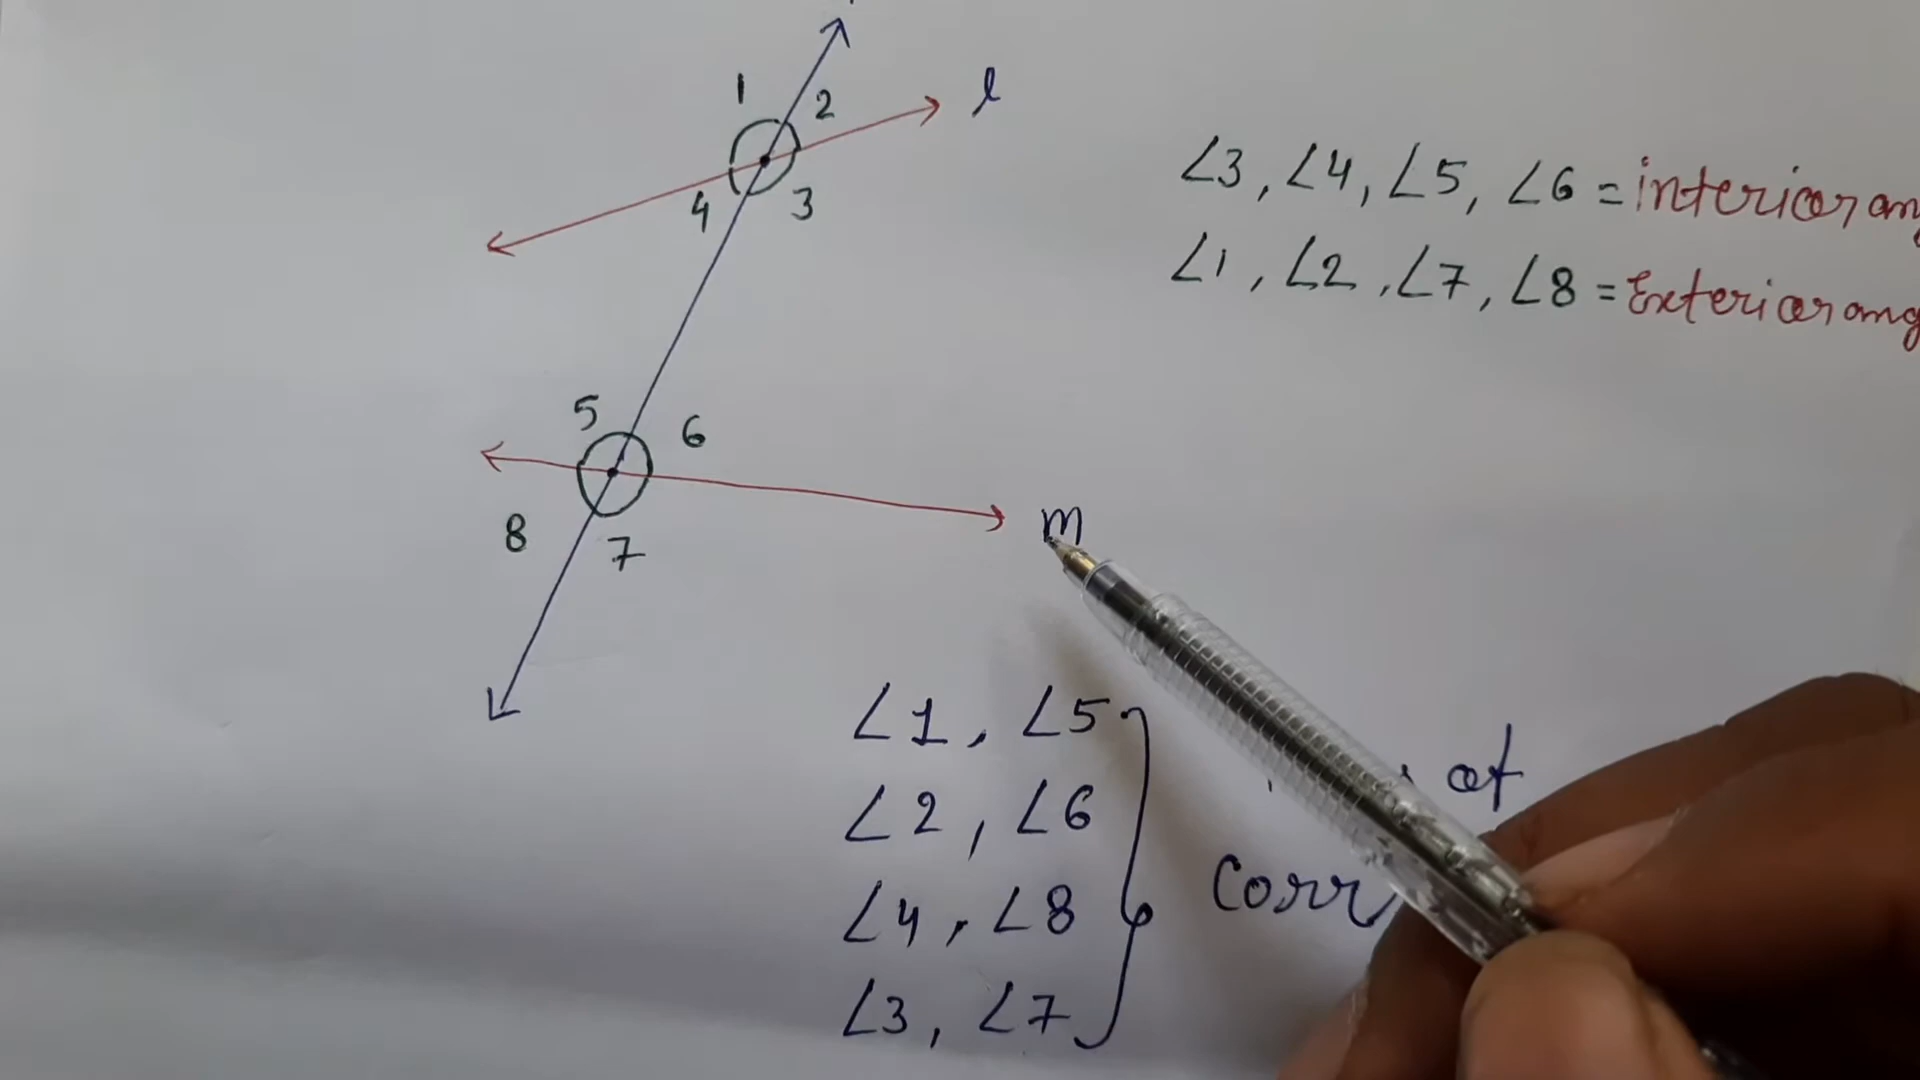 1
2
l
4
3
∠3, ∠4, ∠5, ∠6 = interior
∠1, ∠2, ∠7, ∠8 = Exterior
5
6
8
7
m
∠1, ∠5
∠2, ∠6
∠4, ∠8
∠3, ∠7
of